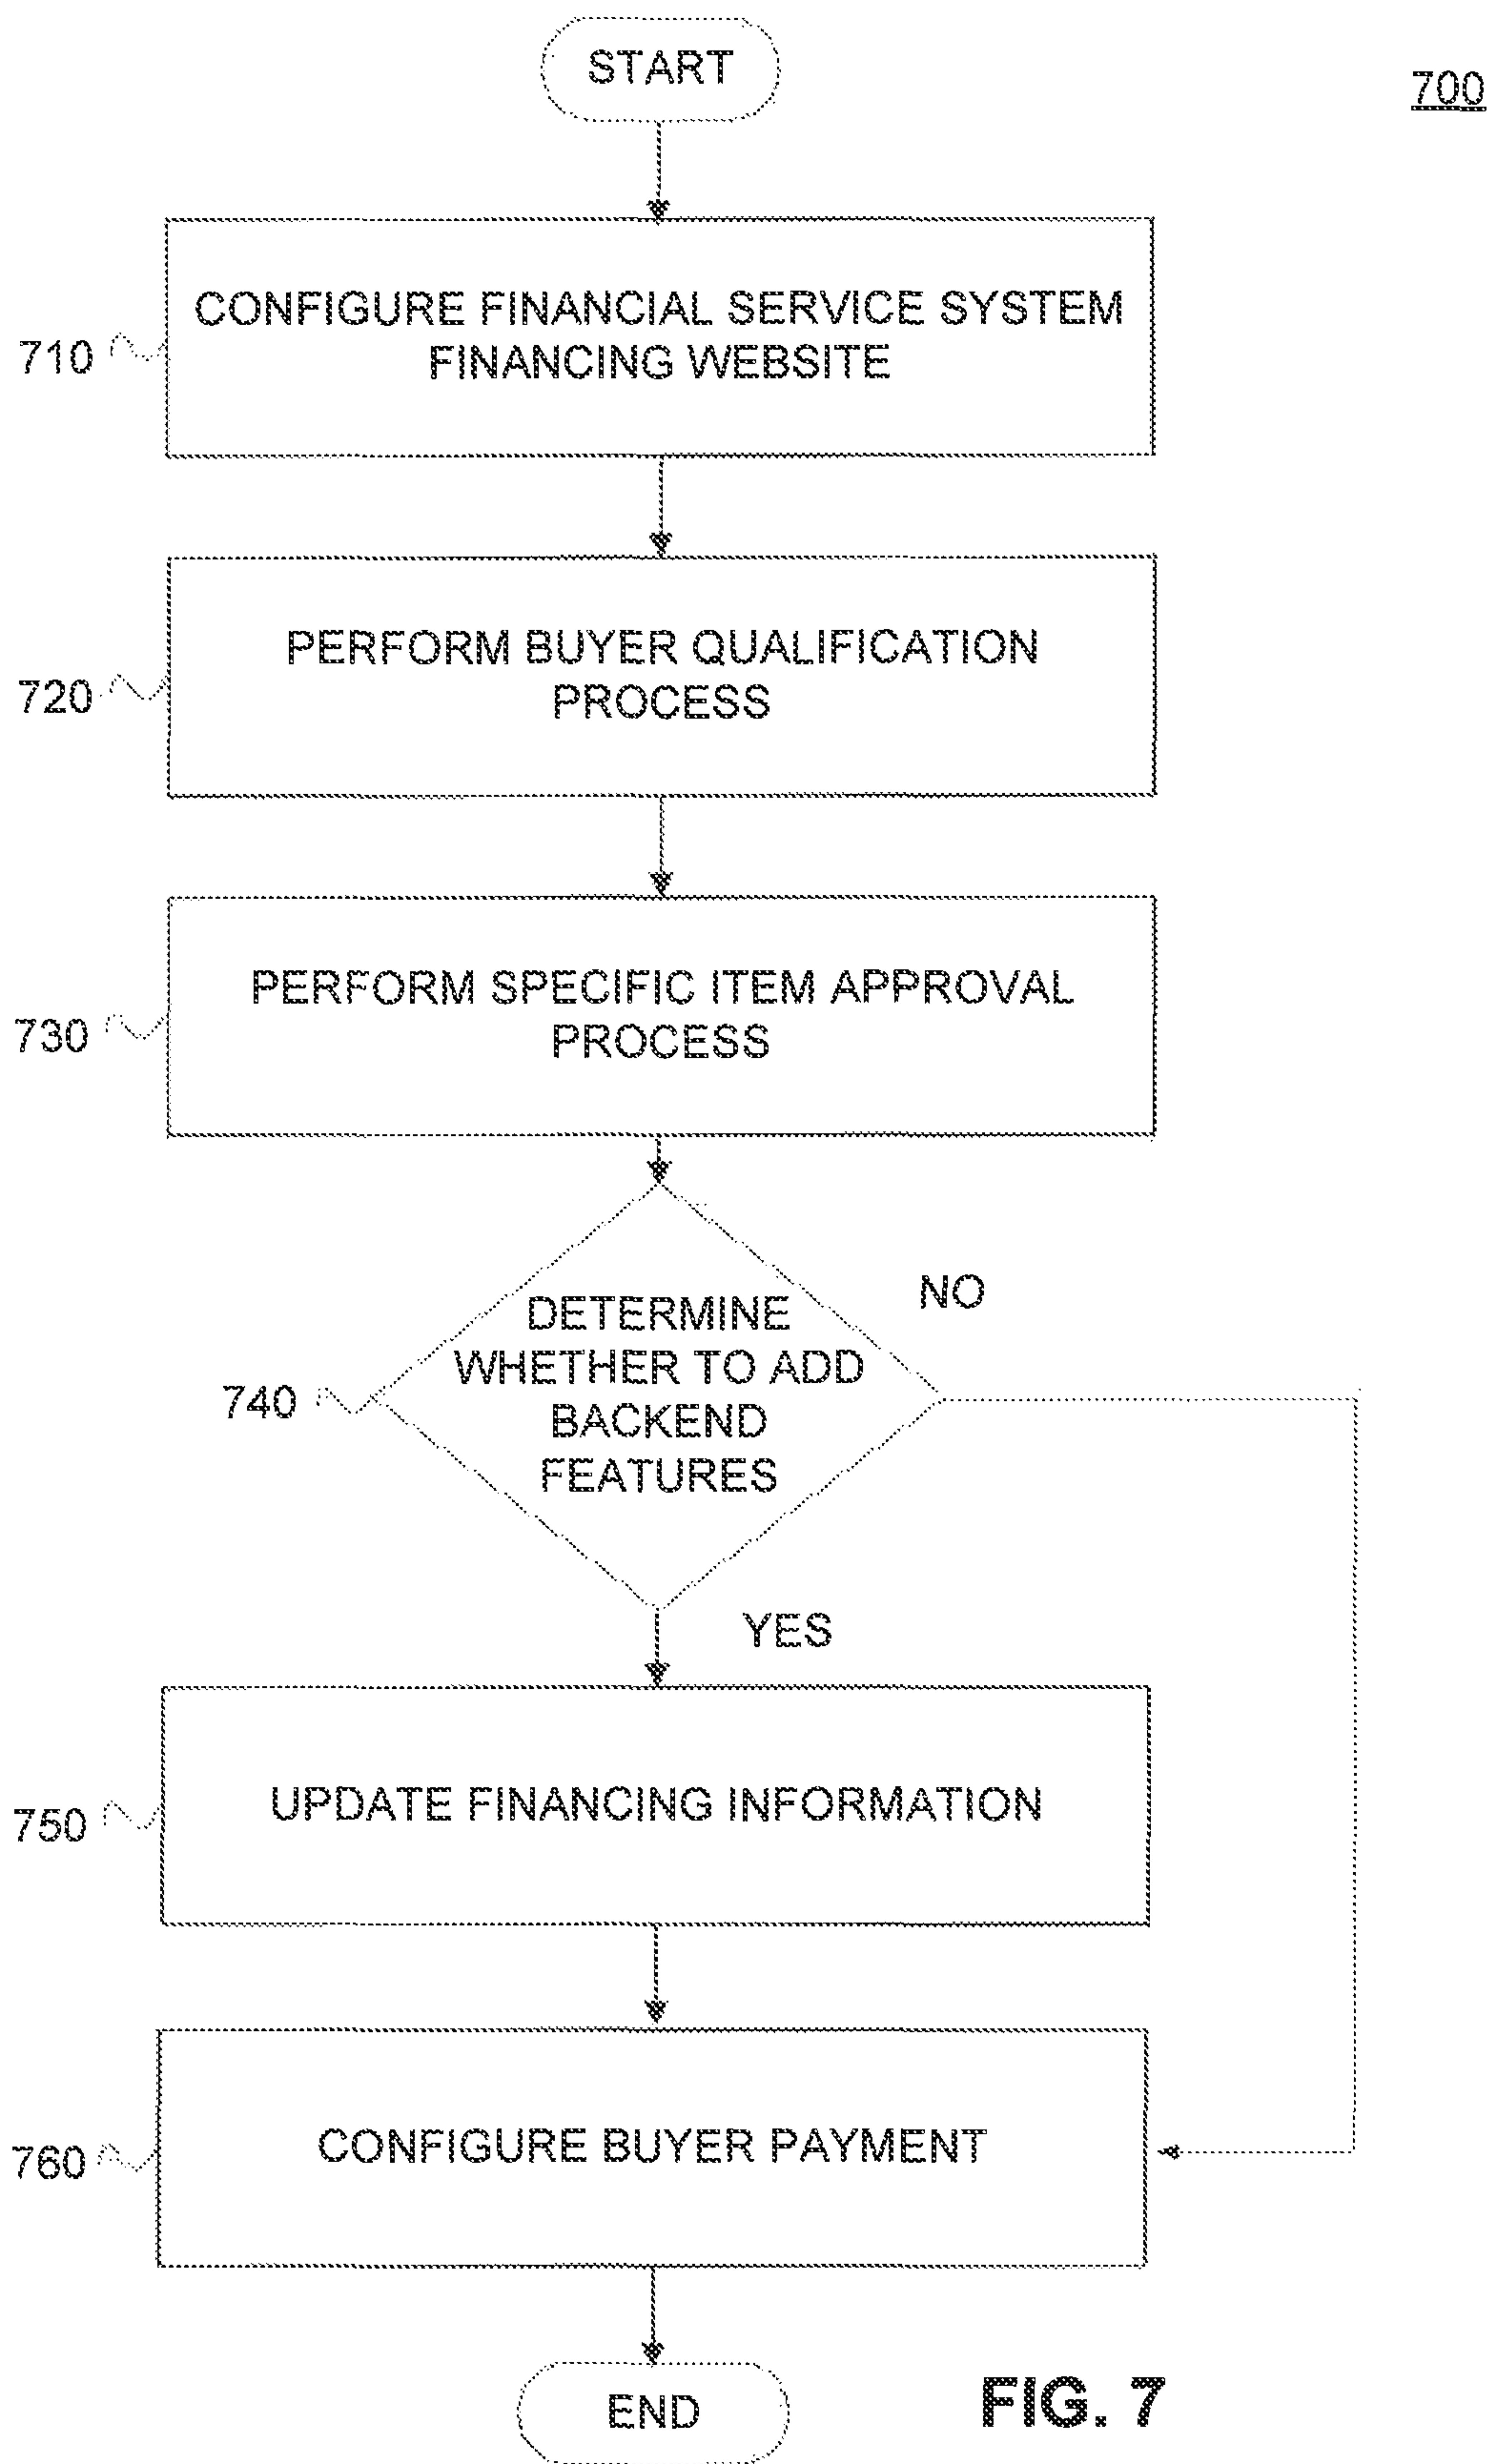 START
700
CONFIGURE FINANCIAL SERVICE SYSTEM
FINANCING WEBSITE
710
PERFORM BUYER QUALIFICATION
PROCESS
720
PERFORM SPECIFIC ITEM APPROVAL
PROCESS
730
NO
DETERMINE
WHETHER TO ADD
BACKEND
FEATURES
740
YES
UPDATE FINANCING INFORMATION
750
CONFIGURE BUYER PAYMENT
760
END
FIG. 7